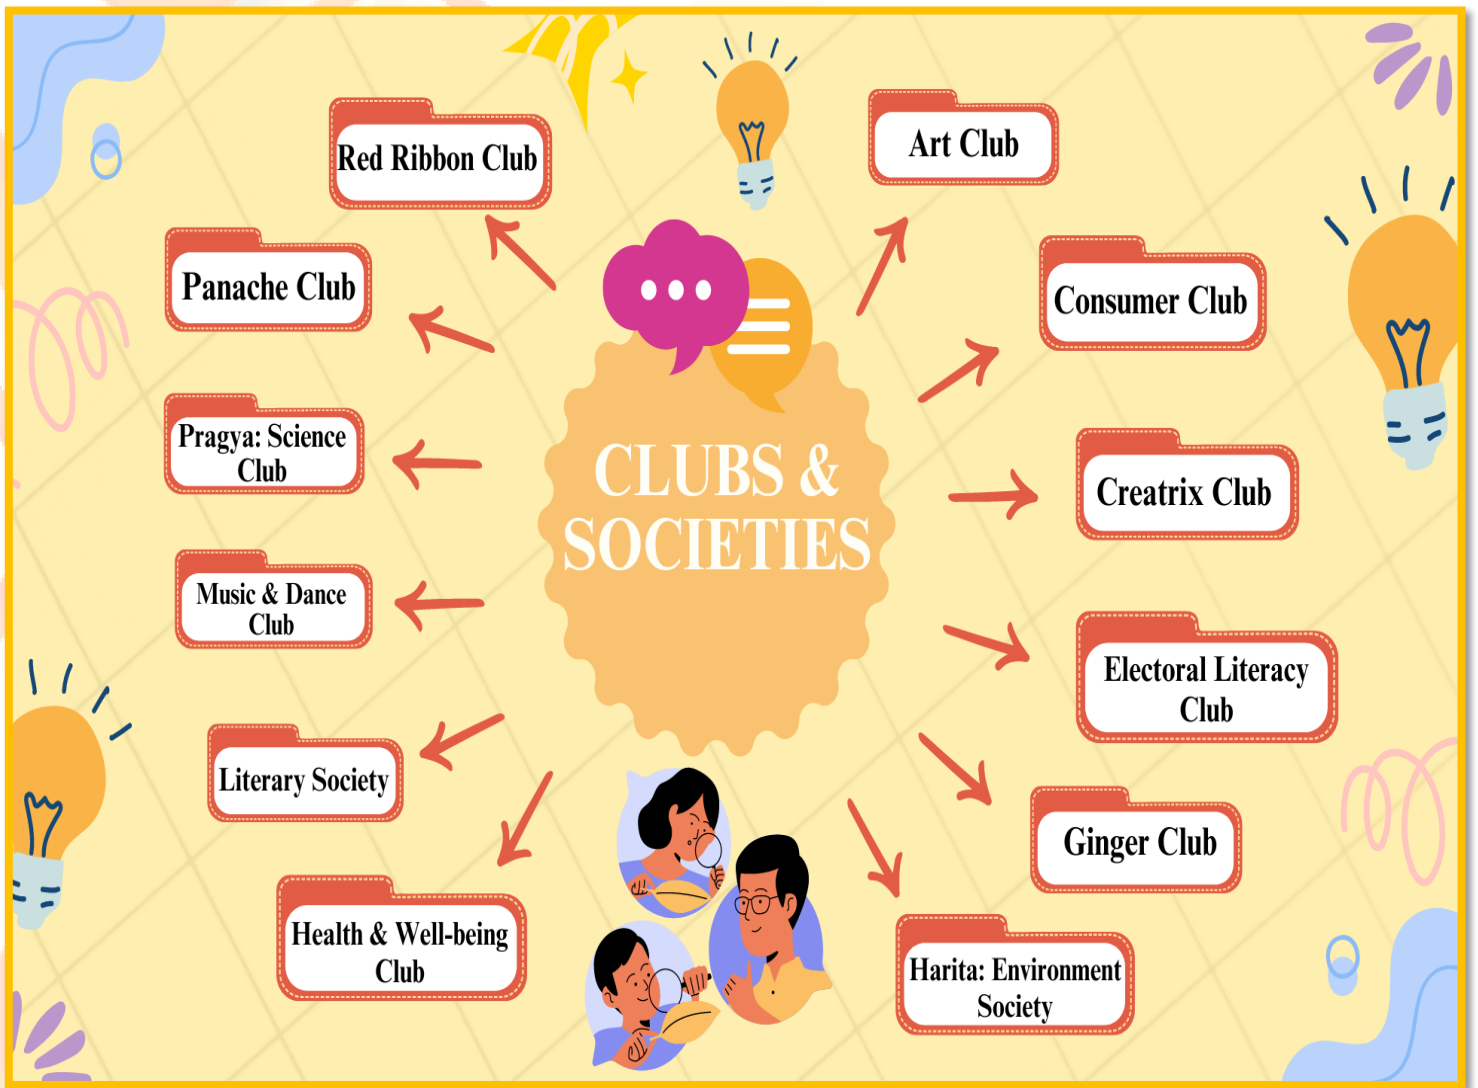 Red Ribbon Club
Art Club
Panache Club
Consumer Club
Pragya: Science
Club
CLUBS &
SOCIETIES
Creatrix Club
Music & Dance
Club
Electoral Literacy
Club
Literary Society
Ginger Club
Health & Well-being
Club
Harita: Environment
Society